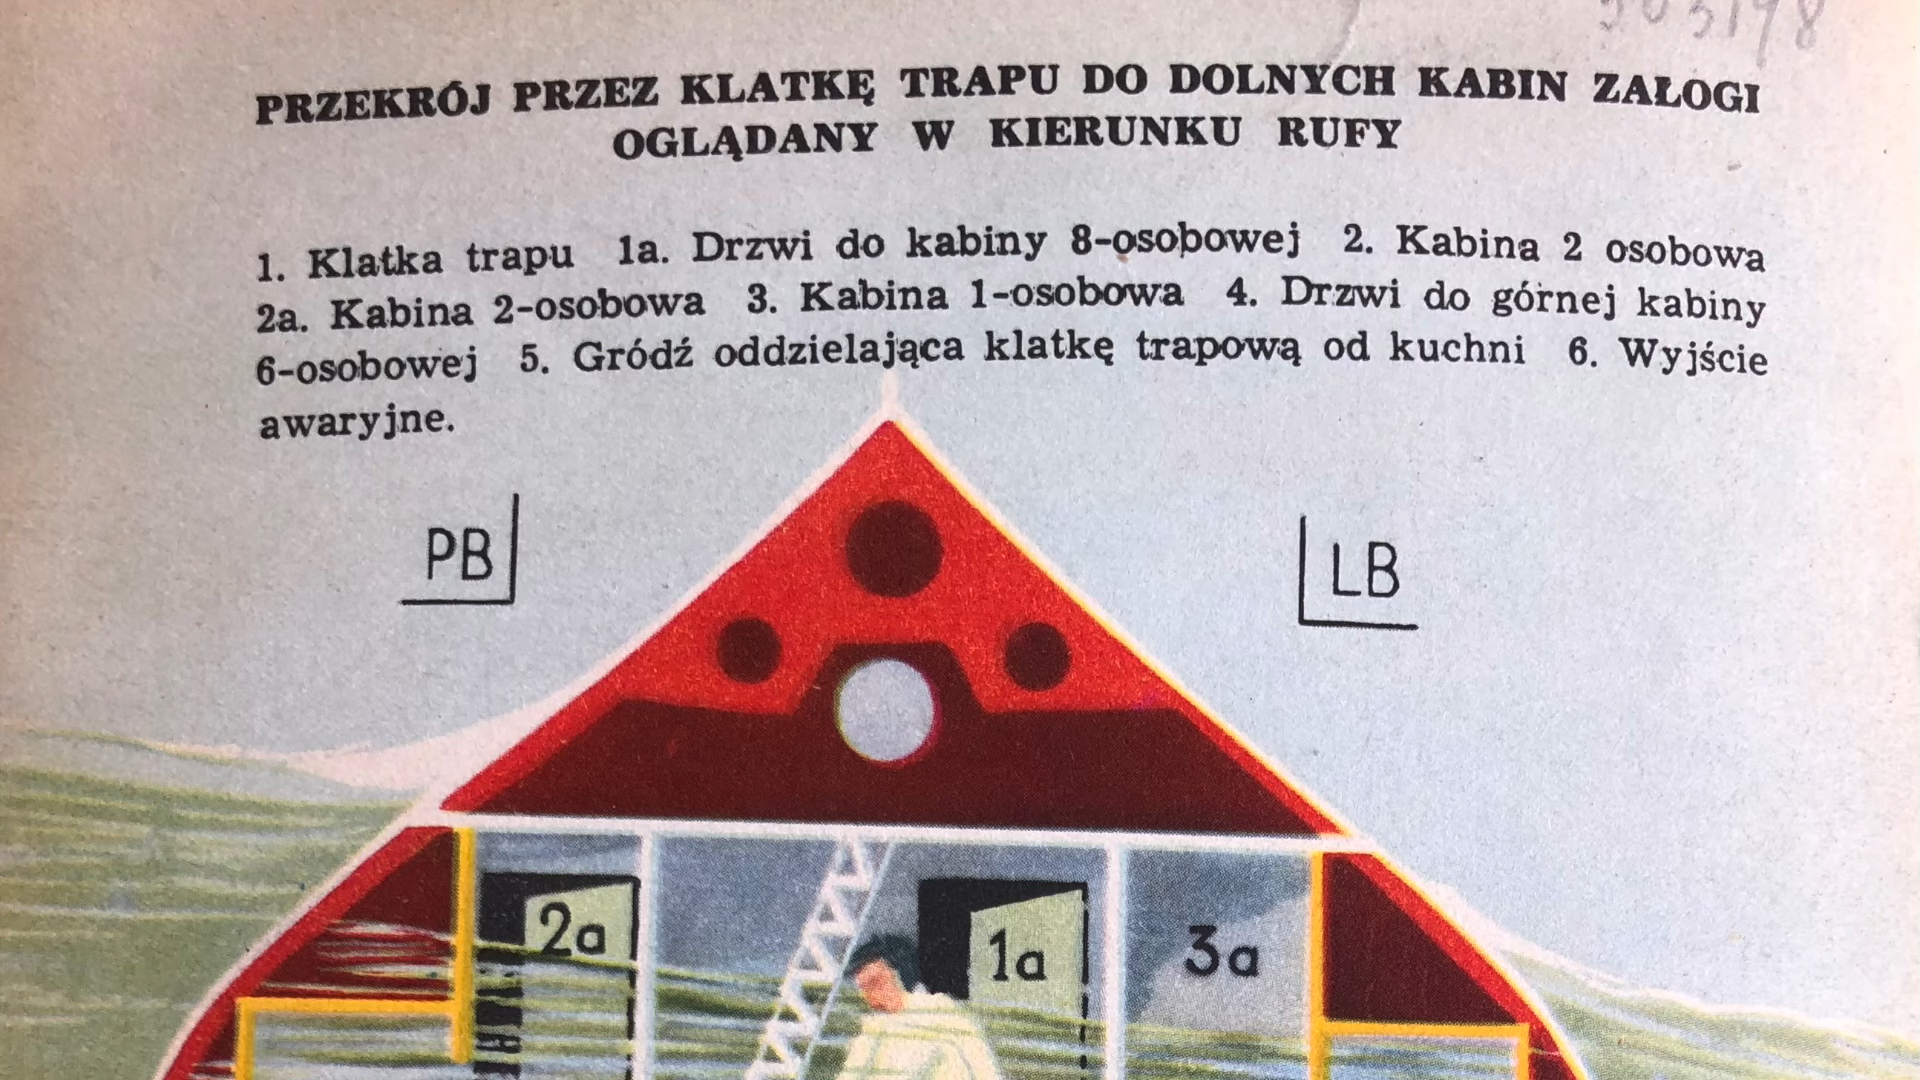 PRZEKRÓJ PRZEZ KLATKĘ TRAPU DO DOLNYCH KABIN ZAŁOGI
OGLĄDANY W KIERUNKU RUFY
1. Klatka trapu 1a. Drzwi do kabiny 8-osobowej 2. Kabina 2 osobowa
2a. Kabina 2-osobowa 3. Kabina 1-osobowa 4. Drzwi do górnej kabiny
6-osobowej 5. Gródź oddzielająca klatkę trapową od kuchni 6. Wyjście
awaryjne.
PB
LB
2a
1a
3a